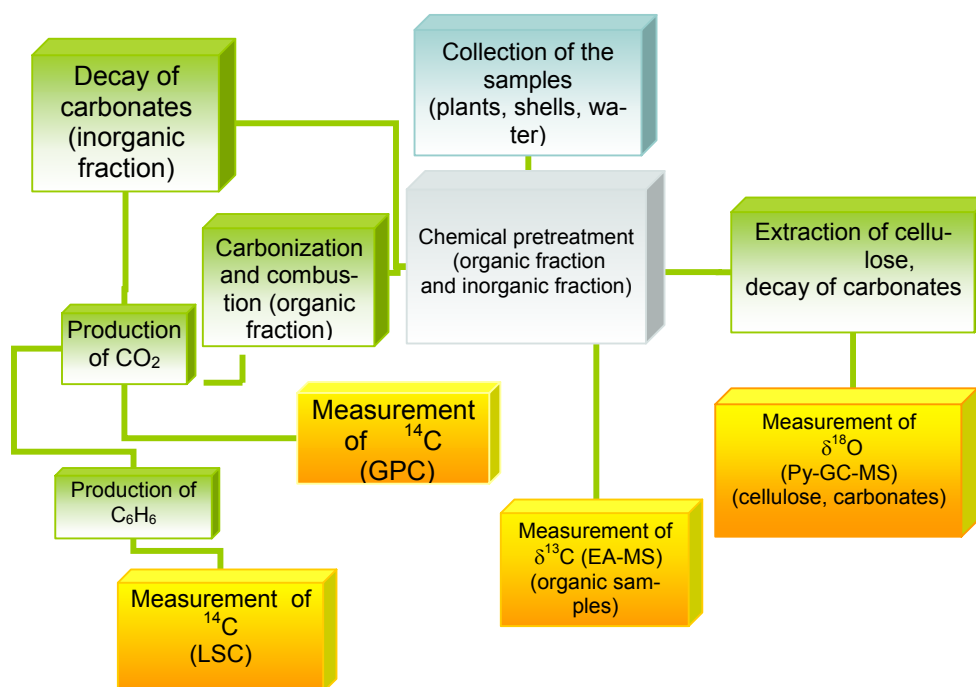 Decay of
carbonates
(inorganic
fraction)
Collection of the
samples
(plants, shells, wa-
ter)
Carbonization
and combus-
tion (organic
fraction)
Chemical pretreatment
(organic fraction
and inorganic fraction)
Extraction of cellu-
lose,
decay of carbonates
Production
of CO₂
Measurement
of ¹⁴C
(GPC)
Measurement of
δ¹⁸O
(Py-GC-MS)
(cellulose, carbonates)
Production of
C₆H₆
Measurement of
δ¹³C (EA-MS)
(organic sam-
ples)
Measurement of
¹⁴C
(LSC)